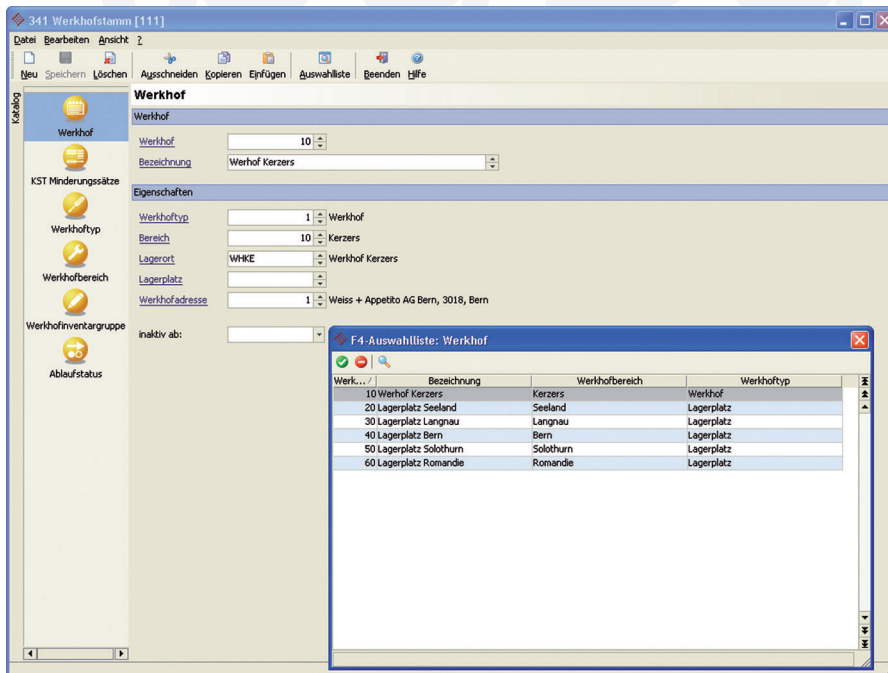 341 Werkhofstamm [111]
Datei Bearbeiten Ansicht ?
Neu Speichern Löschen Ausschneiden Kopieren Einfügen Auswahlliste Beenden Hilfe
Katalog
Werkhof
KST Minderungssätze
Werkhoftyp
Werkhofbereich
Werkhofinventargruppe
Ablaufstatus
Werkhof
Werkhof
Werkhof 10
Bezeichnung Werhof Kerzers
Eigenschaften
Werkhoftyp 1 Werkhof
Bereich 10 Kerzers
Lagerort WHKE Werkhof Kerzers
Lagerplatz
Werkhofadresse 1 Weiss + Appetito AG Bern, 3018, Bern
inaktiv ab:
F4-Auswahlliste: Werkhof
Werk... / Bezeichnung Werkhofbereich Werkhoftyp
10 Werhof Kerzers Kerzers Werkhof
20 Lagerplatz Seeland Seeland Lagerplatz
30 Lagerplatz Langnau Langnau Lagerplatz
40 Lagerplatz Bern Bern Lagerplatz
50 Lagerplatz Solothurn Solothurn Lagerplatz
60 Lagerplatz Romandie Romandie Lagerplatz